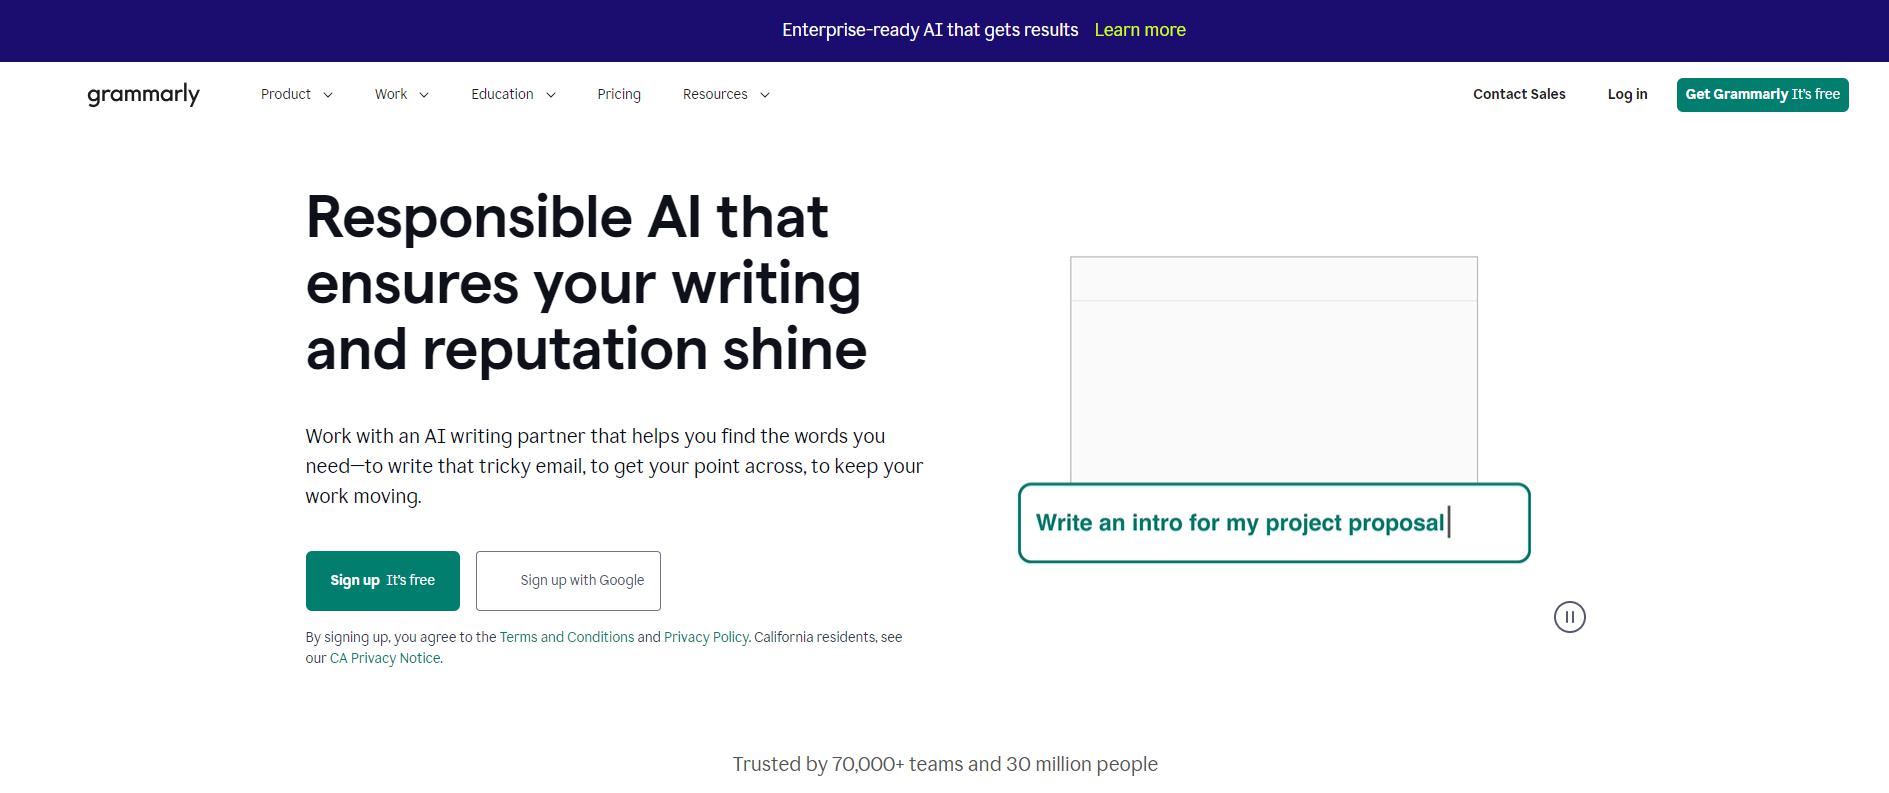 Enterprise-ready AI that gets results Learn more
grammarly Product Work Education Pricing Resources Contact Sales Log in Get Grammarly It's free
Responsible AI that
ensures your writing
and reputation shine
Work with an AI writing partner that helps you find the words you
need—to write that tricky email, to get your point across, to keep your
work moving.
Write an intro for my project proposal
Sign up It's free Sign up with Google
By signing up, you agree to the Terms and Conditions and Privacy Policy. California residents, see
our CA Privacy Notice.
Trusted by 70,000+ teams and 30 million people